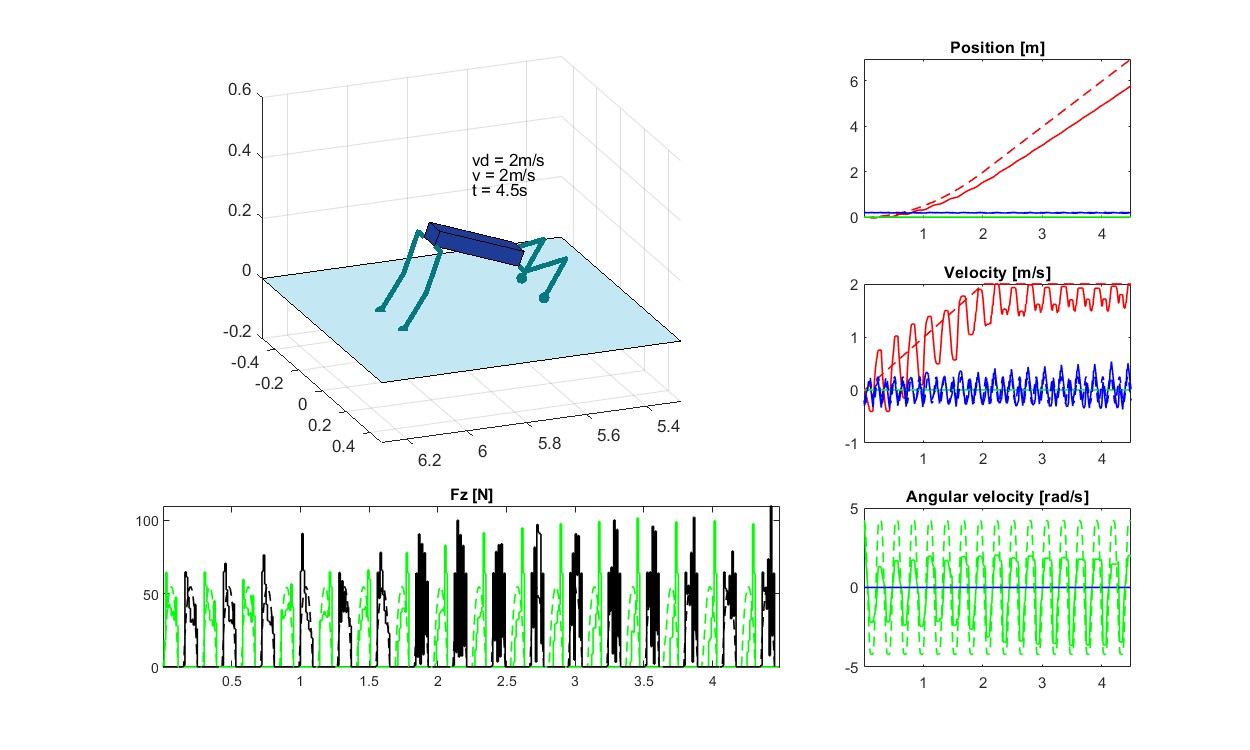 0.6
0.4
0.2
0
-0.2
-0.4
-0.2
0
0.2
0.4
6.2
6
5.8
5.6
5.4
vd = 2m/s
v = 2m/s
t = 4.5s
Position [m]
6
4
2
0
1 2 3 4
Velocity [m/s]
2
1
0
-1
1 2 3 4
Fz [N]
100
50
0
0.5 1 1.5 2 2.5 3 3.5 4
Angular velocity [rad/s]
5
0
-5
1 2 3 4